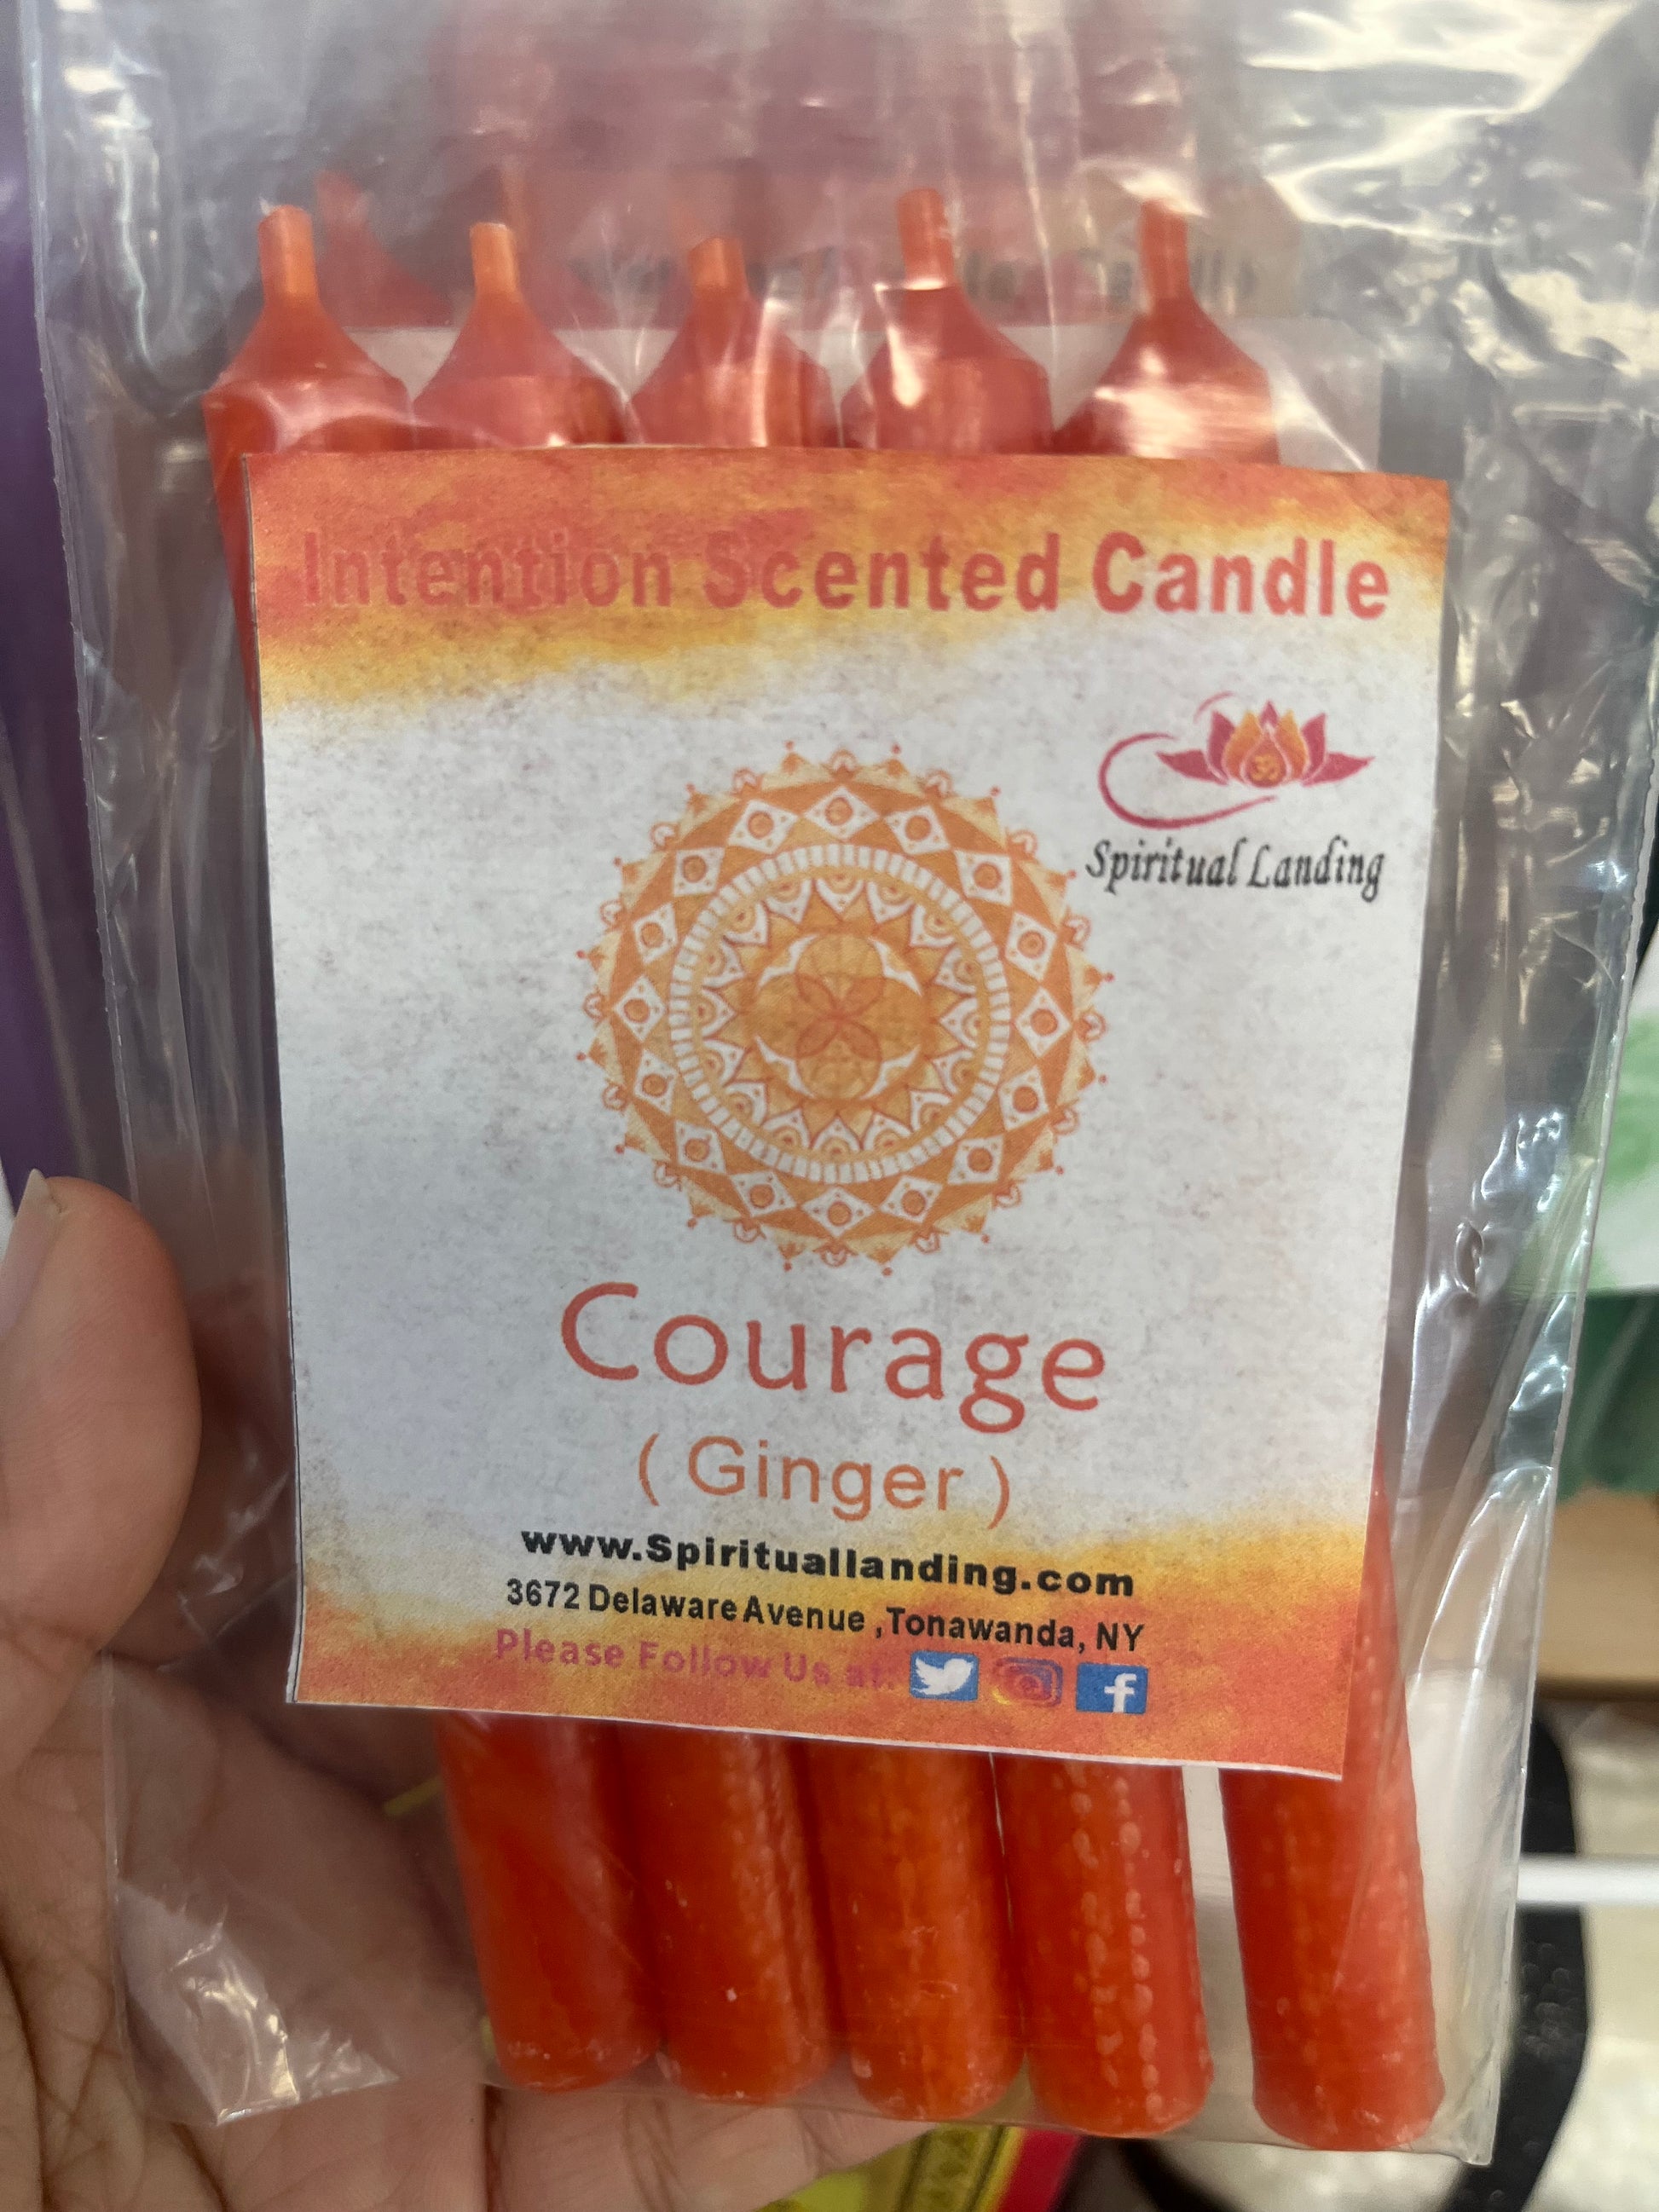 Intention Scented Candle
ॐ
Spiritual Landing
Courage
( Ginger )
www.Spirituallanding.com
3672 Delaware Avenue ,Tonawanda, NY
Please Follow Us at:
f